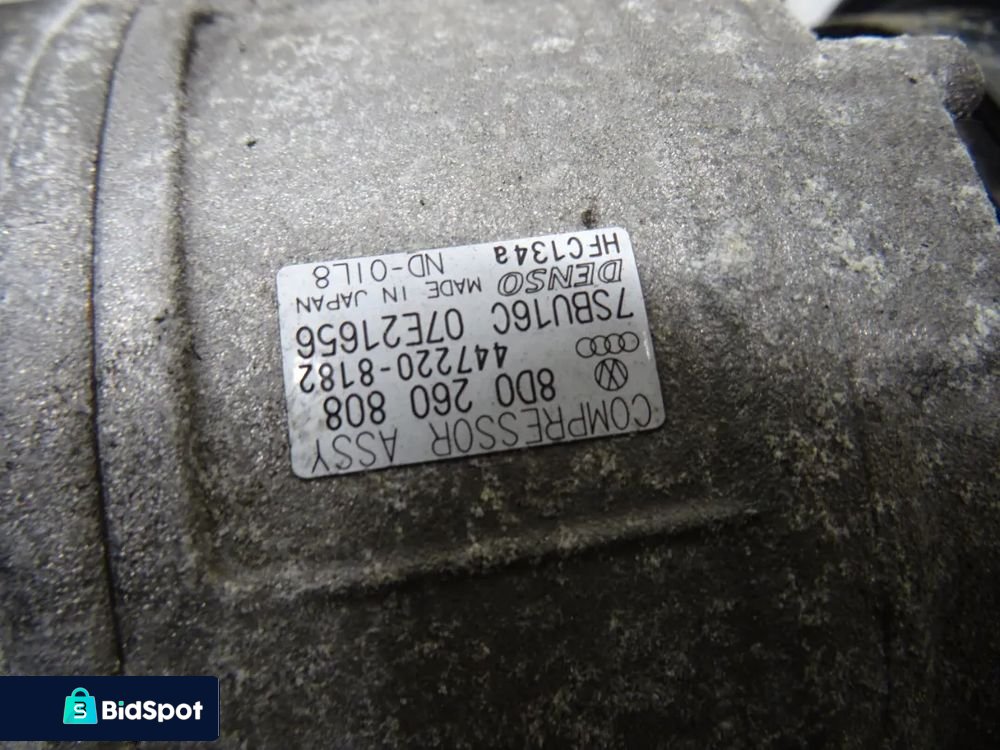 COMPRESSOR ASSY
8D0 260 808
447220-8182
7SBU16C 07E21656
DENSO MADE IN JAPAN
HFC134a ND-OIL8
S BidSpot